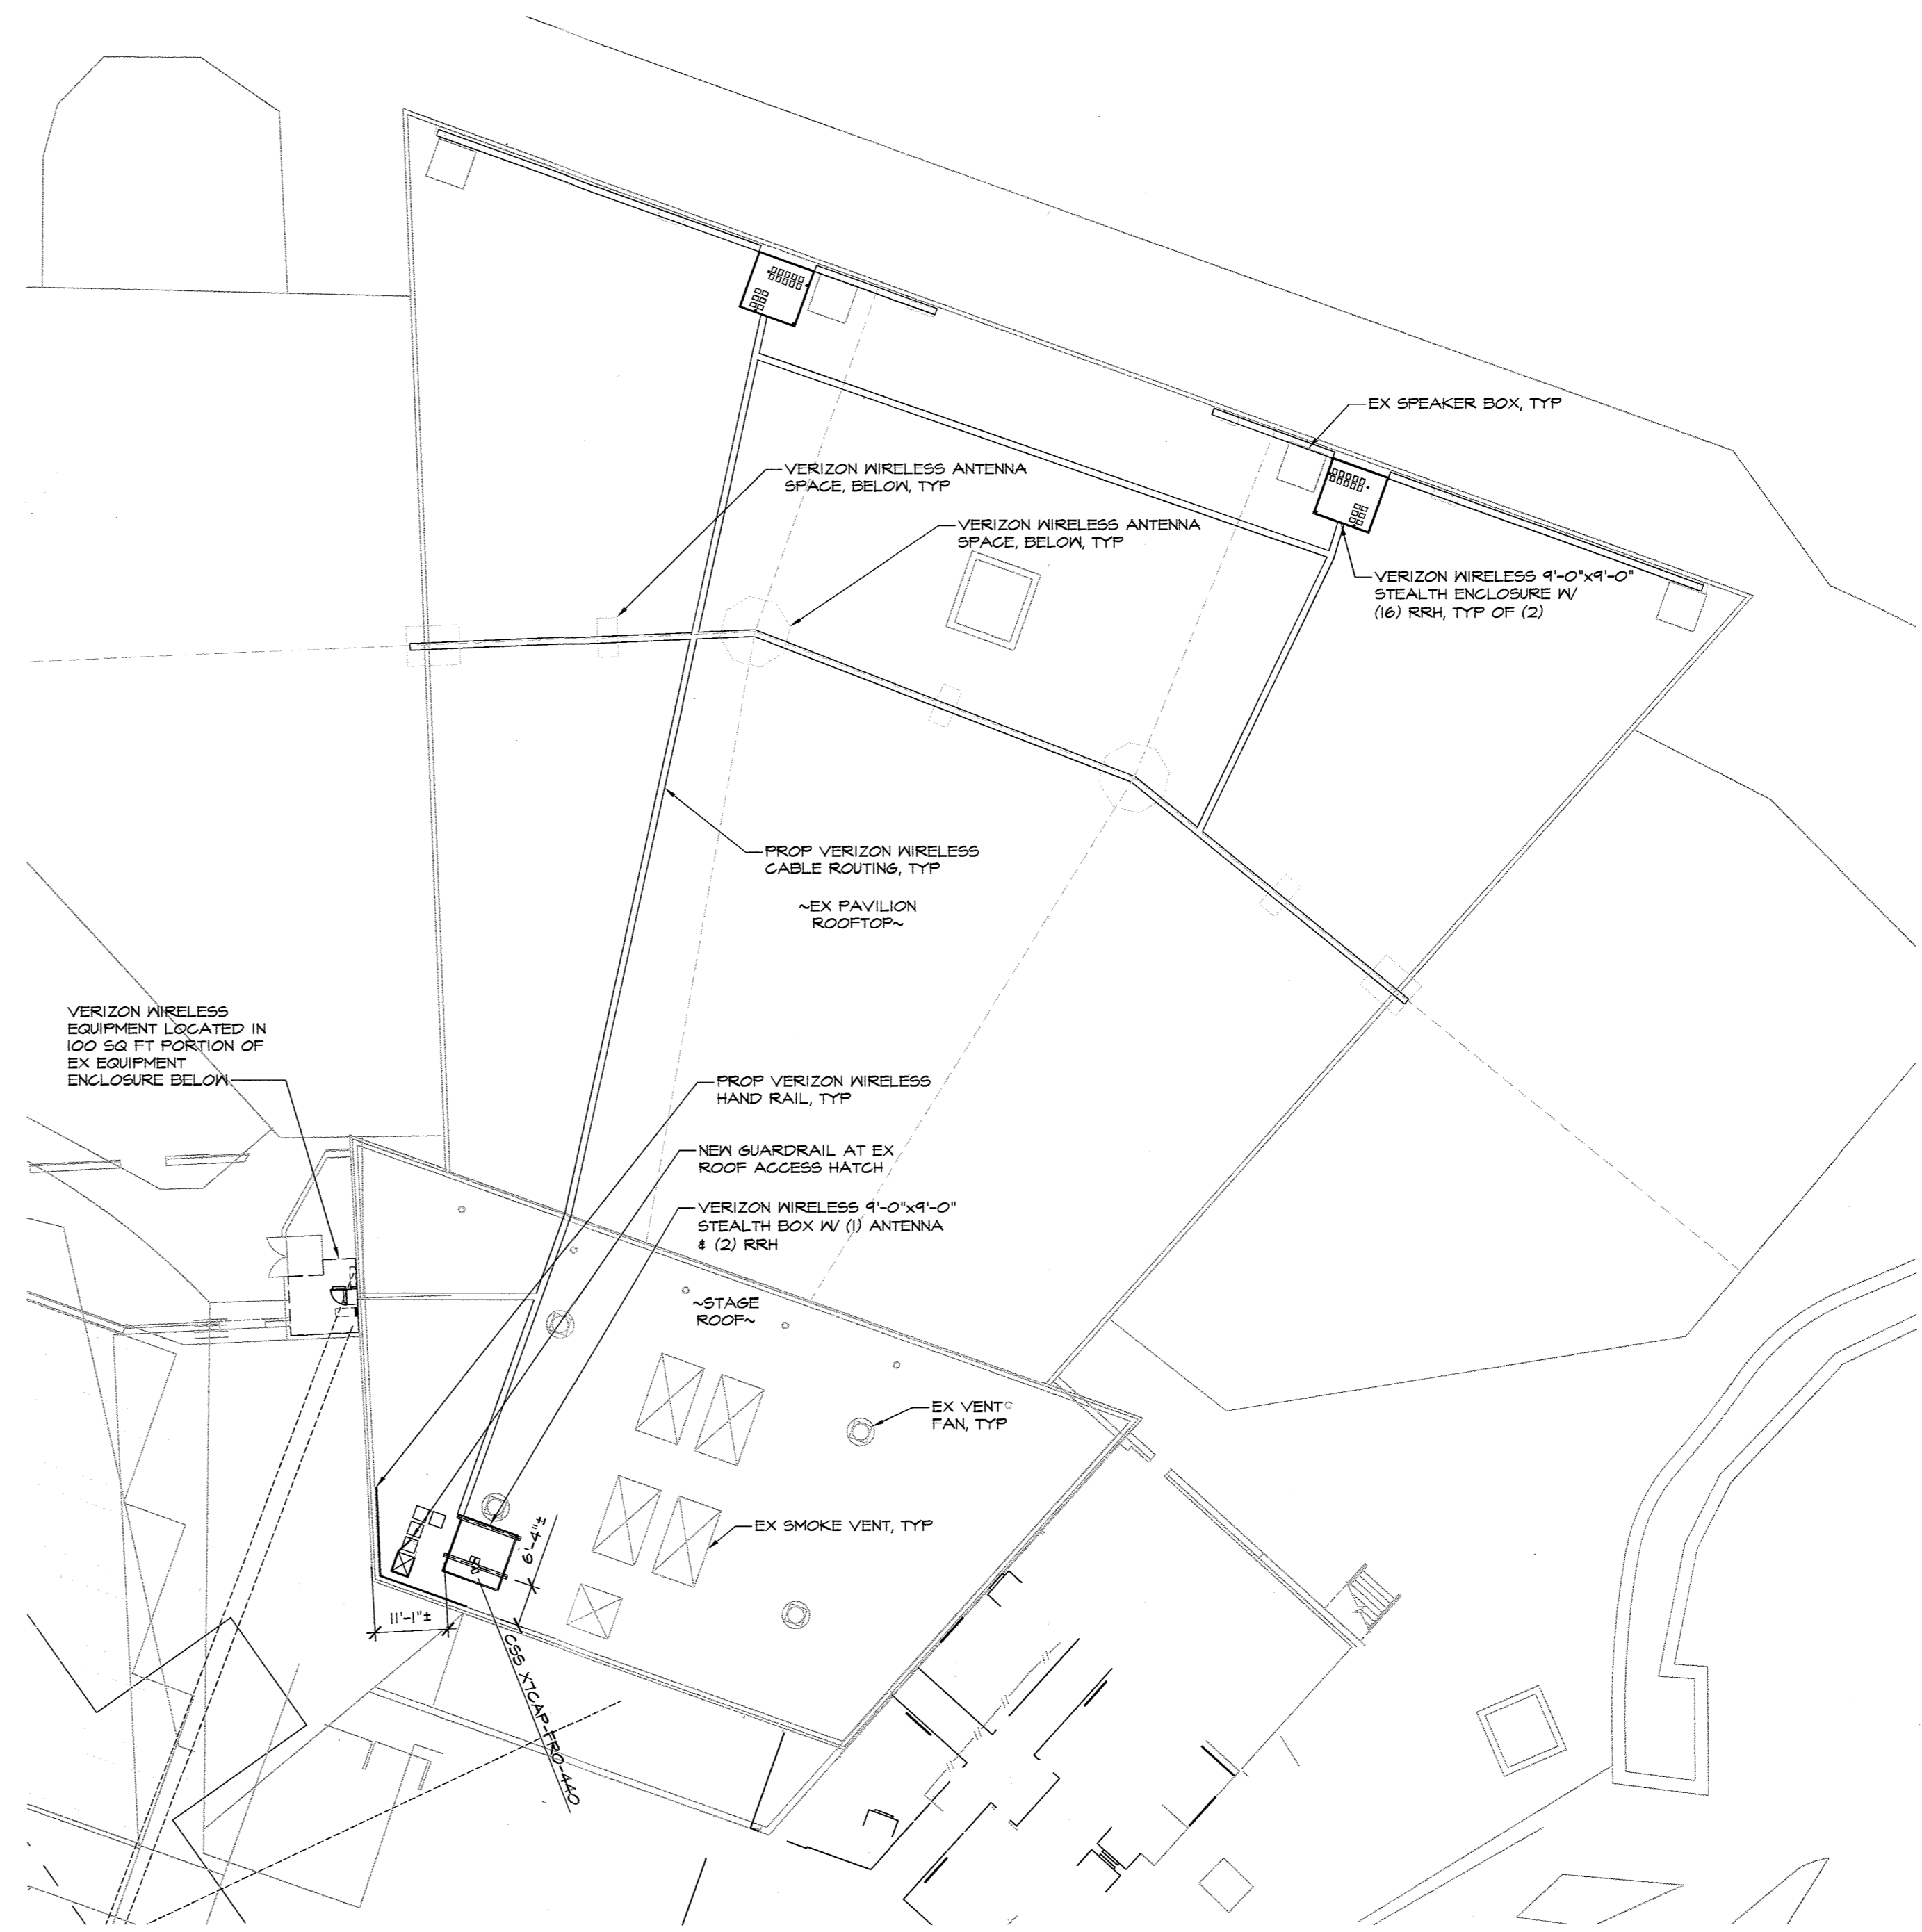 EX SPEAKER BOX, TYP
VERIZON WIRELESS ANTENNA
SPACE, BELOW, TYP
VERIZON WIRELESS ANTENNA
SPACE, BELOW, TYP
VERIZON WIRELESS 9'-0"x9'-0"
STEALTH ENCLOSURE W/
(16) RRH, TYP OF (2)
PROP VERIZON WIRELESS
CABLE ROUTING, TYP
~EX PAVILION
ROOFTOP~
VERIZON WIRELESS
EQUIPMENT LOCATED IN
100 SQ FT PORTION OF
EX EQUIPMENT
ENCLOSURE BELOW
PROP VERIZON WIRELESS
HAND RAIL, TYP
NEW GUARDRAIL AT EX
ROOF ACCESS HATCH
VERIZON WIRELESS 9'-0"x9'-0"
STEALTH BOX W/ (1) ANTENNA
& (2) RRH
~STAGE
ROOF~
EX VENT
FAN, TYP
EX SMOKE VENT, TYP
6'-4"±
11'-1"±
CSS X7CAP-FRO-440